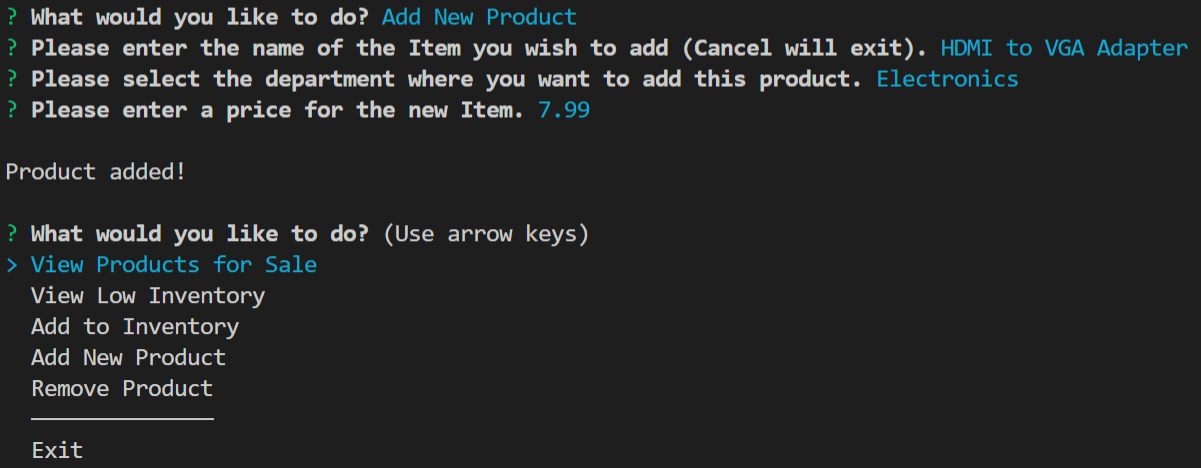 ? What would you like to do? Add New Product
? Please enter the name of the Item you wish to add (Cancel will exit). HDMI to VGA Adapter
? Please select the department where you want to add this product. Electronics
? Please enter a price for the new Item. 7.99
Product added!
? What would you like to do? (Use arrow keys)
> View Products for Sale
View Low Inventory
Add to Inventory
Add New Product
Remove Product
──────────────
Exit